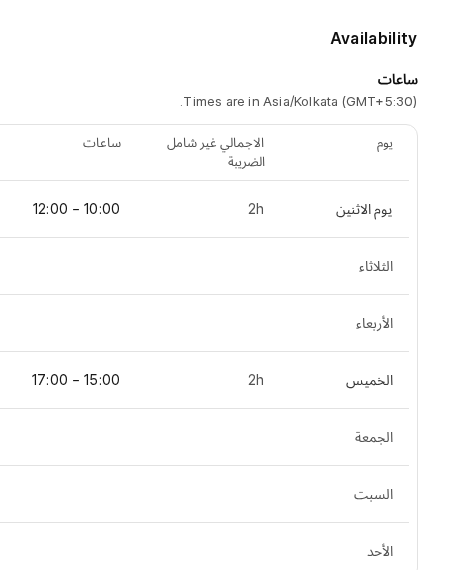 Availability
ساعات
Times are in Asia/Kolkata (GMT+5:30).
يوم
الاجمالي غير شامل
الضريبة
ساعات
يوم الاثنين
2h
10:00 – 12:00
الثلاثاء
الأربعاء
الخميس
2h
15:00 – 17:00
الجمعة
السبت
الأحد